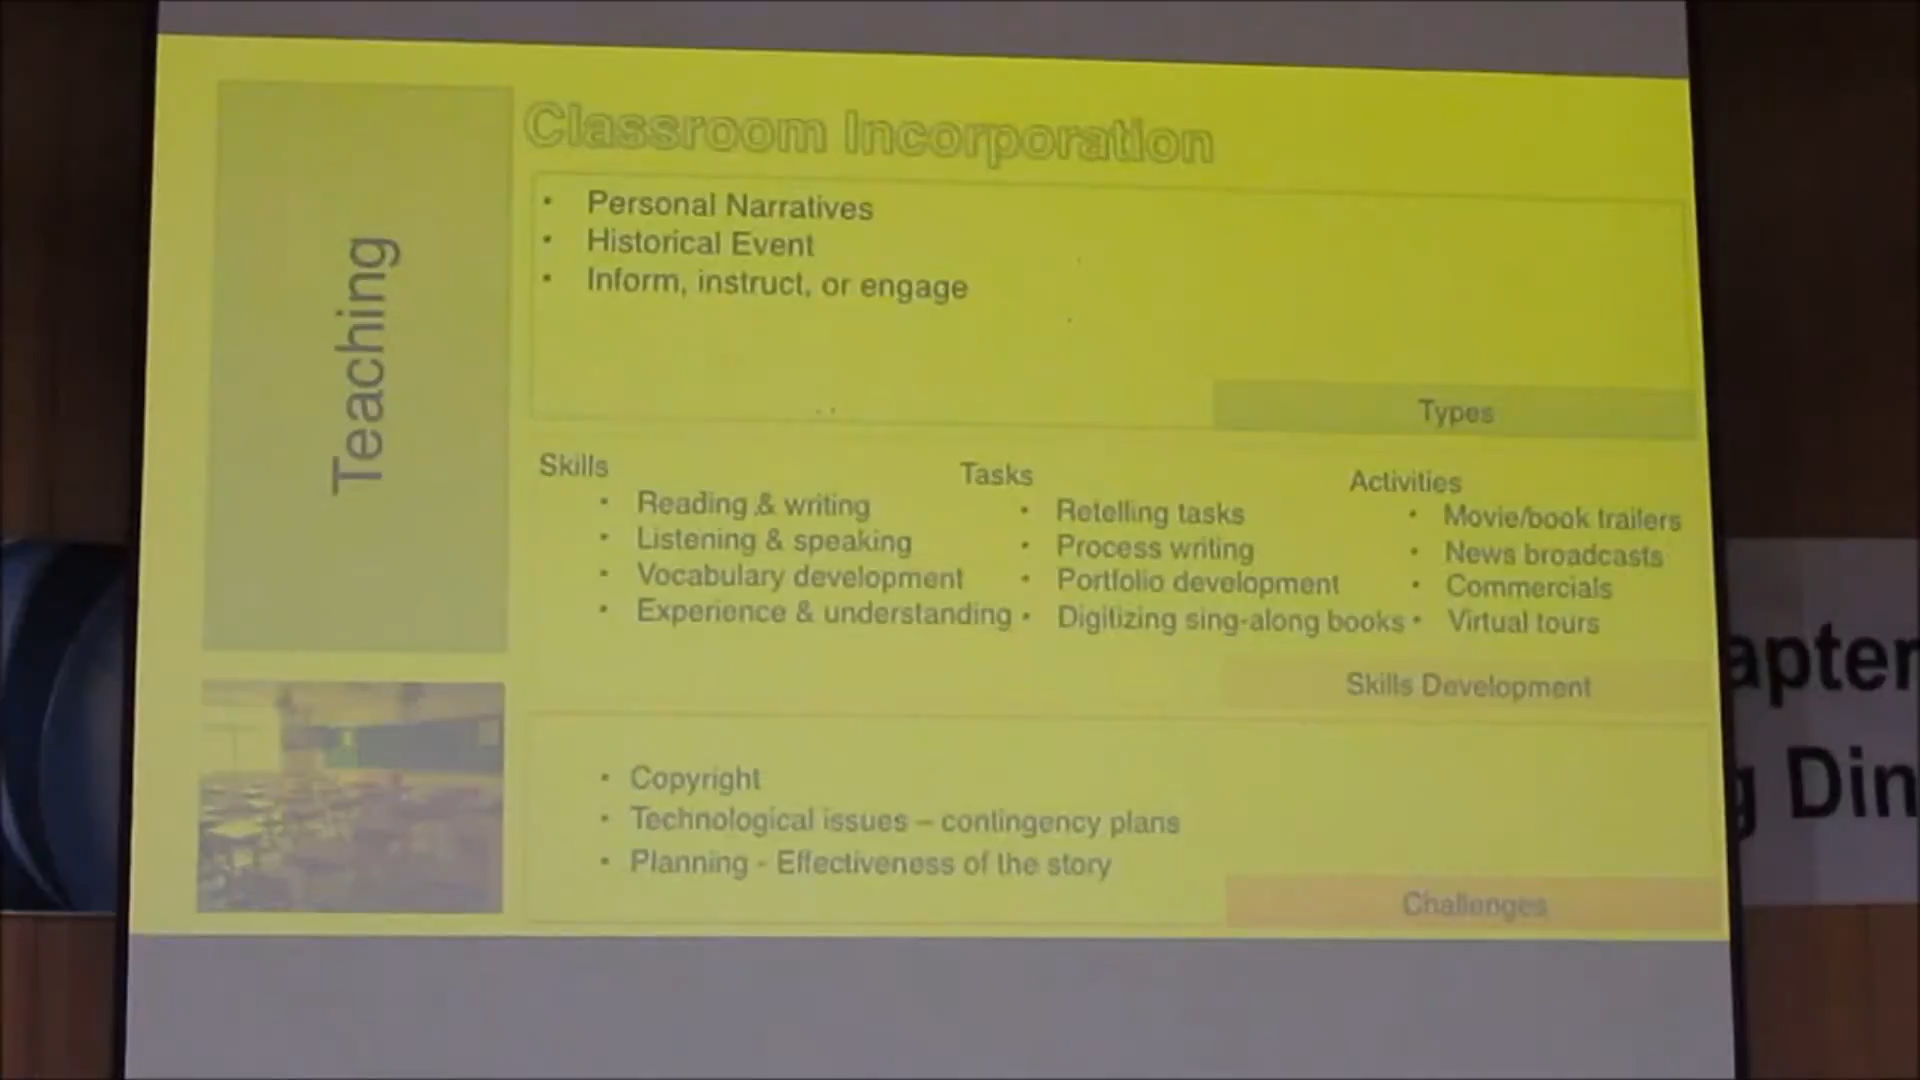 Classroom Incorporation
Teaching
• Personal Narratives
• Historical Event
• Inform, instruct, or engage
Types
Skills
• Reading & writing
• Listening & speaking
• Vocabulary development
• Experience & understanding
Tasks
• Retelling tasks
• Process writing
• Portfolio development
• Digitizing sing-along books
Activities
• Movie/book trailers
• News broadcasts
• Commercials
• Virtual tours
Skills Development
• Copyright
• Technological issues – contingency plans
• Planning - Effectiveness of the story
Challenges
apter
g Din